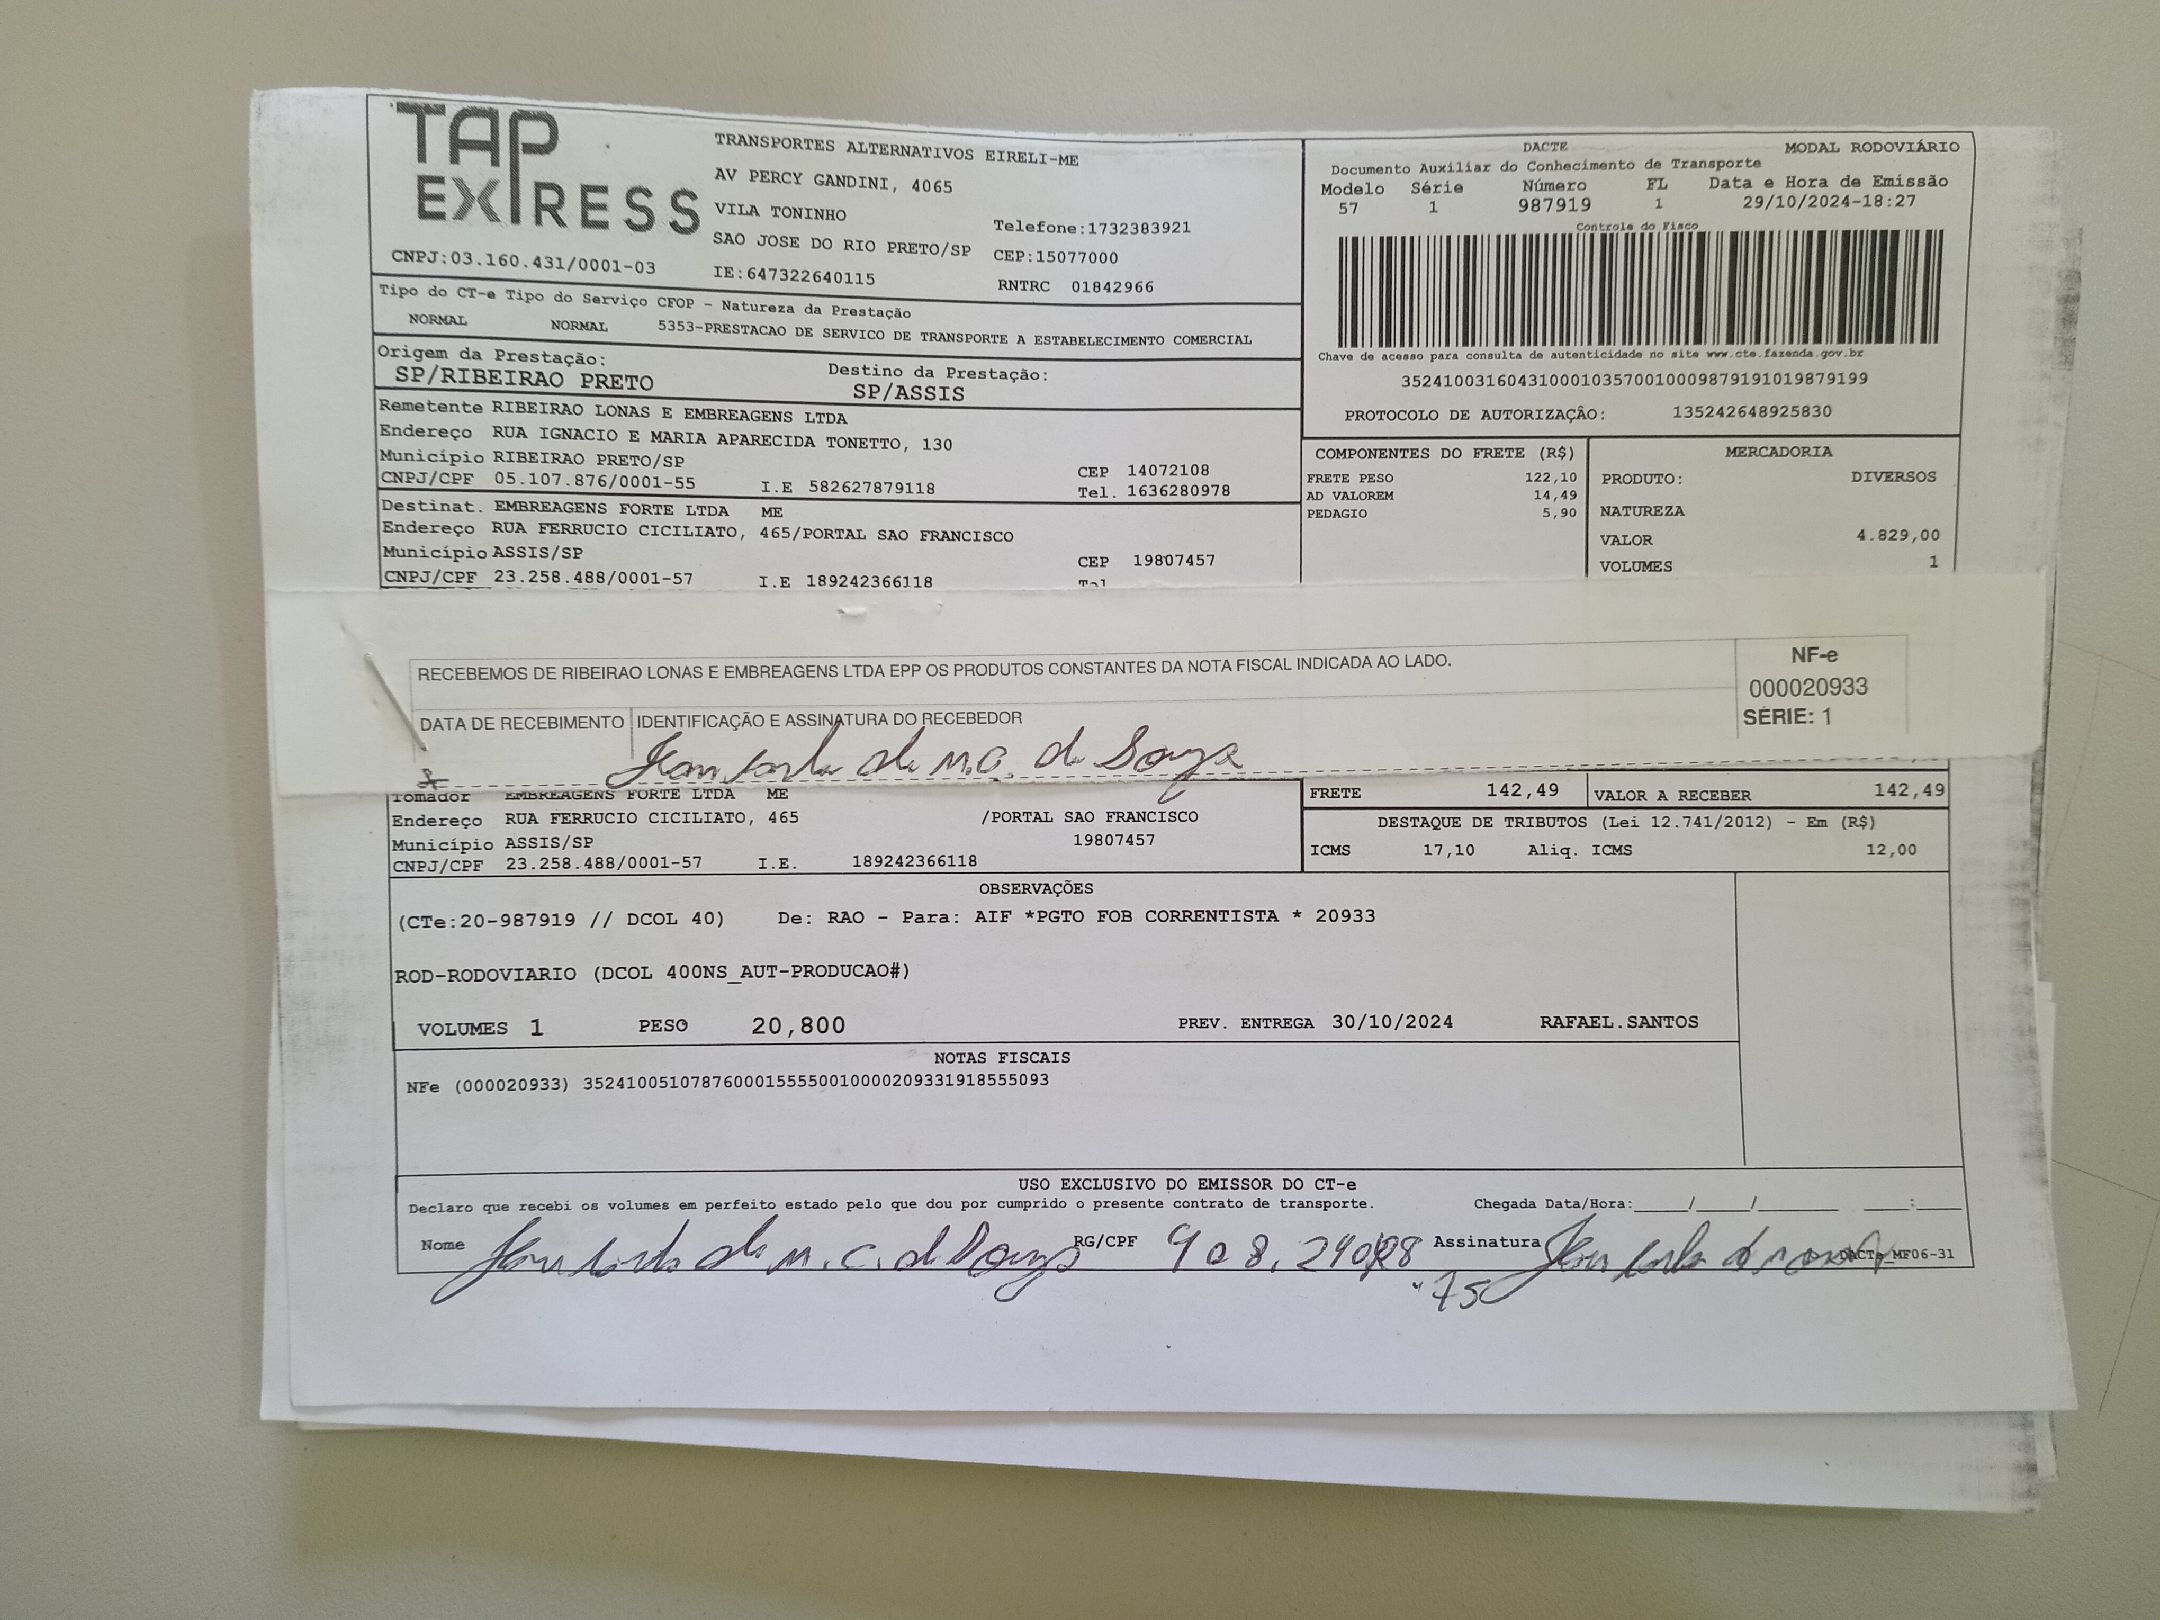 TAP EXPRESS
TRANSPORTES ALTERNATIVOS EIRELI-ME
AV PERCY GANDINI, 4065
VILA TONINHO
Telefone:1732383921
SAO JOSE DO RIO PRETO/SP CEP:15077000
CNPJ:03.160.431/0001-03 IE:647322640115 RNTRC 01842966
DACTE MODAL RODOVIÁRIO
Documento Auxiliar do Conhecimento de Transporte
Modelo Série Número FL Data e Hora de Emissão
57 1 987919 1 29/10/2024-18:27
Controle do Fisco
Chave de acesso para consulta de autenticidade no site www.cte.fazenda.gov.br
35241003160431000103570010009879191019879199
PROTOCOLO DE AUTORIZAÇÃO: 135242648925830
Tipo do CT-e Tipo do Serviço CFOP - Natureza da Prestação
NORMAL NORMAL 5353-PRESTACAO DE SERVICO DE TRANSPORTE A ESTABELECIMENTO COMERCIAL
Origem da Prestação: Destino da Prestação:
SP/RIBEIRAO PRETO SP/ASSIS
Remetente RIBEIRAO LONAS E EMBREAGENS LTDA
Endereço RUA IGNACIO E MARIA APARECIDA TONETTO, 130
Município RIBEIRAO PRETO/SP CEP 14072108
CNPJ/CPF 05.107.876/0001-55 I.E 582627879118 Tel. 1636280978
Destinat. EMBREAGENS FORTE LTDA ME
Endereço RUA FERRUCIO CICILIATO, 465/PORTAL SAO FRANCISCO
Município ASSIS/SP CEP 19807457
CNPJ/CPF 23.258.488/0001-57 I.E 189242366118 Tel
COMPONENTES DO FRETE (R$)
FRETE PESO 122,10
AD VALOREM 14,49
PEDAGIO 5,90
MERCADORIA
PRODUTO: DIVERSOS
NATUREZA
VALOR 4.829,00
VOLUMES 1
RECEBEMOS DE RIBEIRAO LONAS E EMBREAGENS LTDA EPP OS PRODUTOS CONSTANTES DA NOTA FISCAL INDICADA AO LADO.
NF-e
000020933
SÉRIE: 1
DATA DE RECEBIMENTO IDENTIFICAÇÃO E ASSINATURA DO RECEBEDOR
de Souza
Tomador EMBREAGENS FORTE LTDA ME
Endereço RUA FERRUCIO CICILIATO, 465 /PORTAL SAO FRANCISCO
Município ASSIS/SP 19807457
CNPJ/CPF 23.258.488/0001-57 I.E. 189242366118
FRETE 142,49 VALOR A RECEBER 142,49
DESTAQUE DE TRIBUTOS (Lei 12.741/2012) - Em (R$)
ICMS 17,10 Aliq. ICMS 12,00
OBSERVAÇÕES
(CTe:20-987919 // DCOL 40) De: RAO - Para: AIF *PGTO FOB CORRENTISTA * 20933
ROD-RODOVIARIO (DCOL 400NS_AUT-PRODUCAO#)
VOLUMES 1 PESO 20,800 PREV. ENTREGA 30/10/2024 RAFAEL.SANTOS
NOTAS FISCAIS
NFe (000020933) 35241005107876000155550010000209331918555093
USO EXCLUSIVO DO EMISSOR DO CT-e
Declaro que recebi os volumes em perfeito estado pelo que dou por cumprido o presente contrato de transporte. Chegada Data/Hora:_____/_____/_______ ____:____
Nome RG/CPF Assinatura DACTe_MF06-31